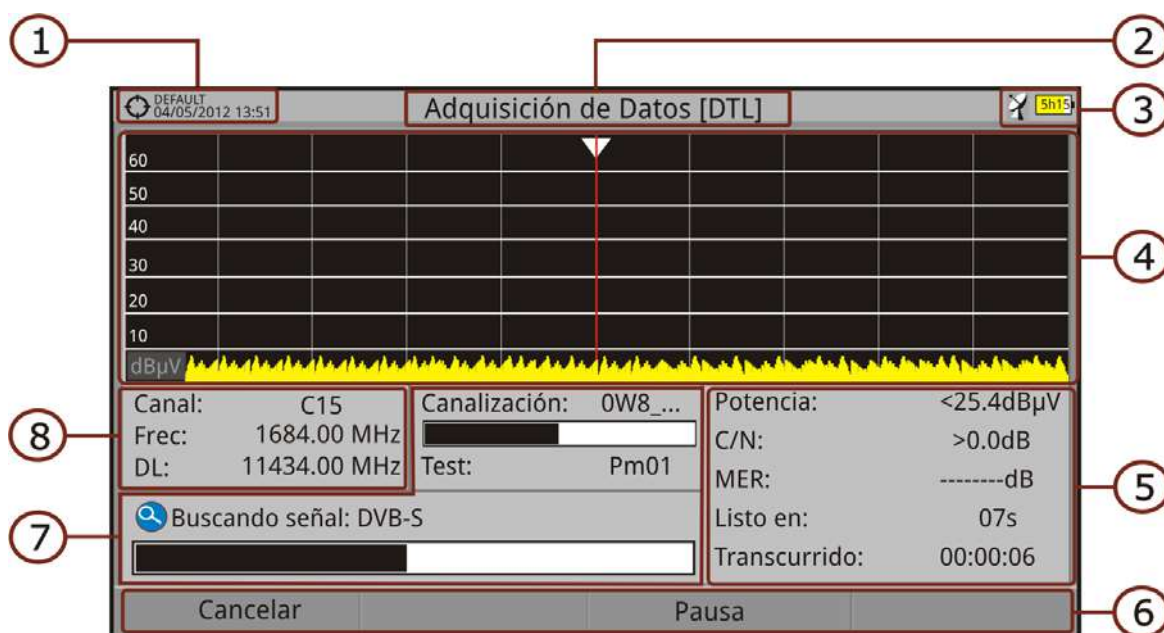 1
2
DEFAULT
04/05/2012 13:51
Adquisición de Datos [DTL]
5h15
3
60
50
40
30
20
10
dBµV
4
Canal: C15
Frec: 1684.00 MHz
DL: 11434.00 MHz
8
Canalización: 0W8_...
Test: Pm01
Potencia: <25.4dBµV
C/N: >0.0dB
MER: --------dB
Listo en: 07s
Transcurrido: 00:00:06
5
Buscando señal: DVB-S
7
Cancelar
Pausa
6